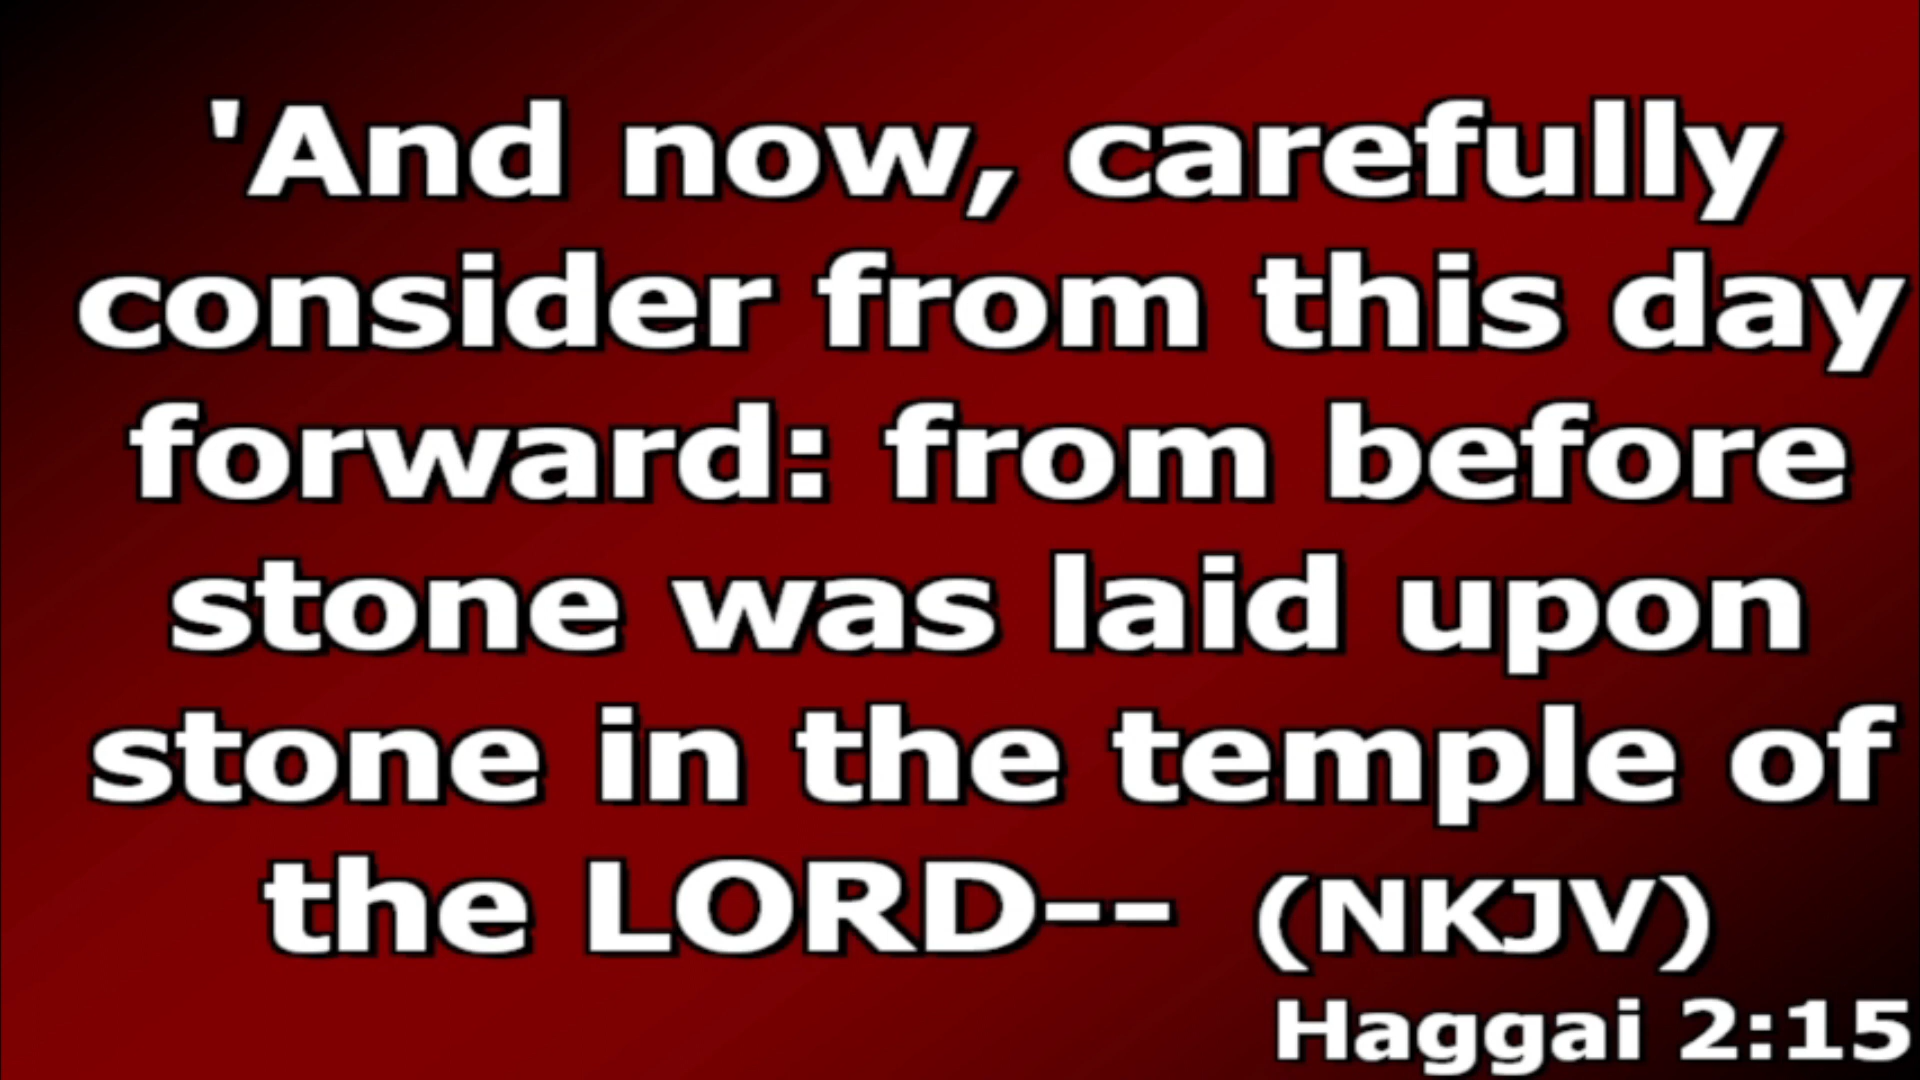 'And now, carefully
consider from this day
forward: from before
stone was laid upon
stone in the temple of
the LORD-- (NKJV)
Haggai 2:15